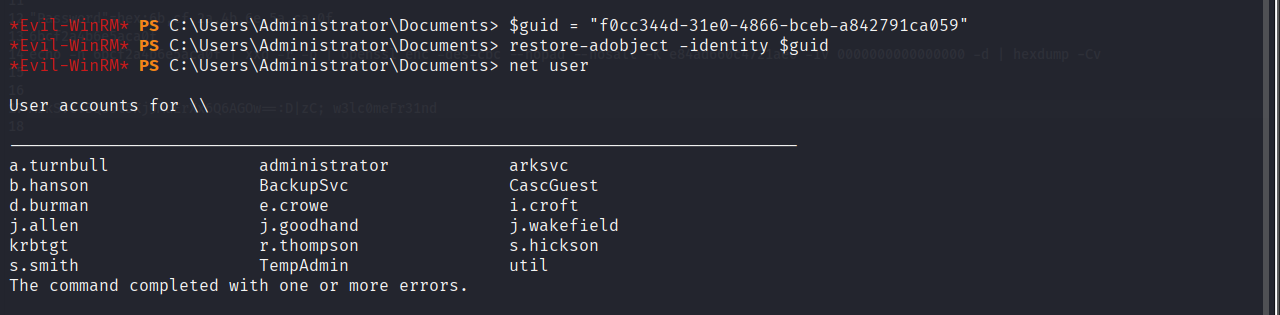 *Evil-WinRM* PS C:\Users\Administrator\Documents> $guid = "f0cc344d-31e0-4866-bceb-a842791ca059"
*Evil-WinRM* PS C:\Users\Administrator\Documents> restore-adobject -identity $guid
*Evil-WinRM* PS C:\Users\Administrator\Documents> net user
User accounts for \\
-------------------------------------------------------------------------------
a.turnbull administrator arksvc
b.hanson BackupSvc CascGuest
d.burman e.crowe i.croft
j.allen j.goodhand j.wakefield
krbtgt r.thompson s.hickson
s.smith TempAdmin util
The command completed with one or more errors.